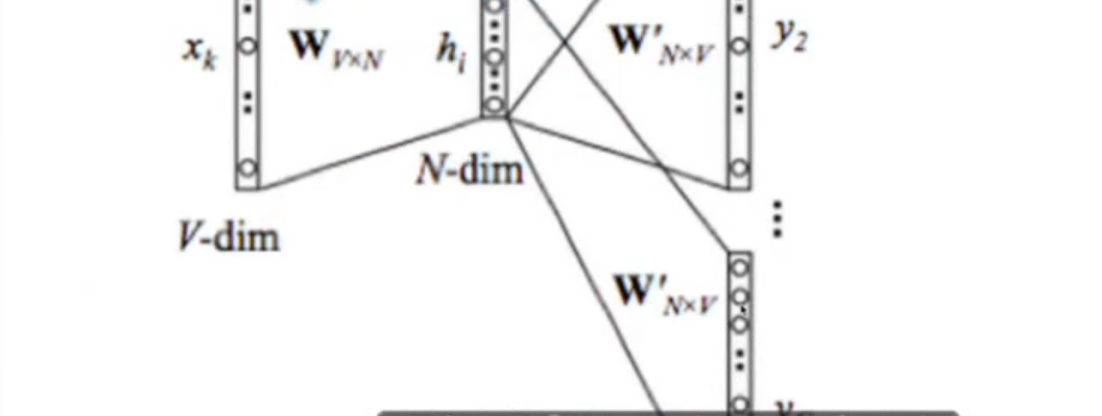 x_k W_{V×N} h_i W'_{N×V} y_2
N-dim
V-dim
W'_{N×V}